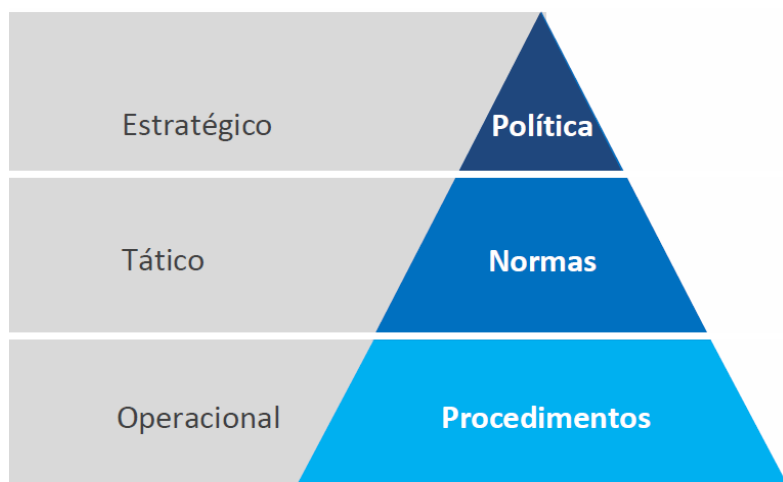 Estratégico
Política
Tático
Normas
Operacional
Procedimentos